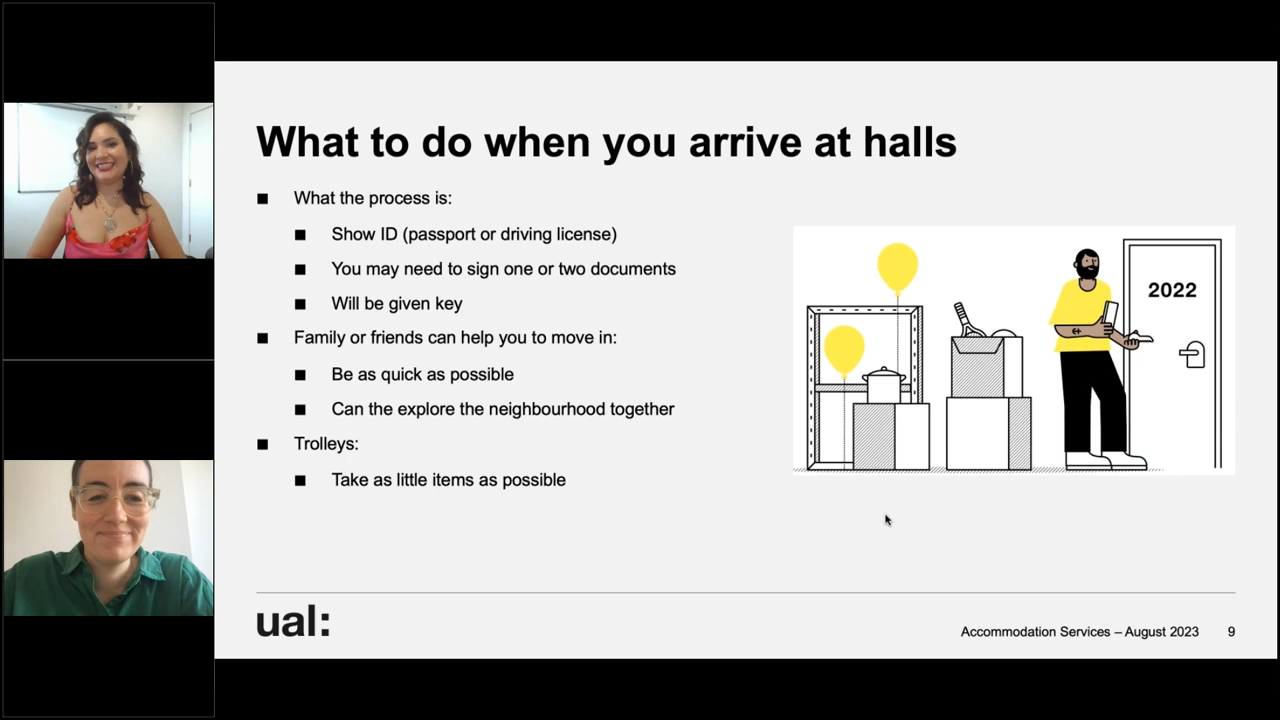 What to do when you arrive at halls
What the process is:
Show ID (passport or driving license)
You may need to sign one or two documents
Will be given key
Family or friends can help you to move in:
Be as quick as possible
Can the explore the neighbourhood together
Trolleys:
Take as little items as possible
2022
ual:
Accommodation Services – August 2023 9